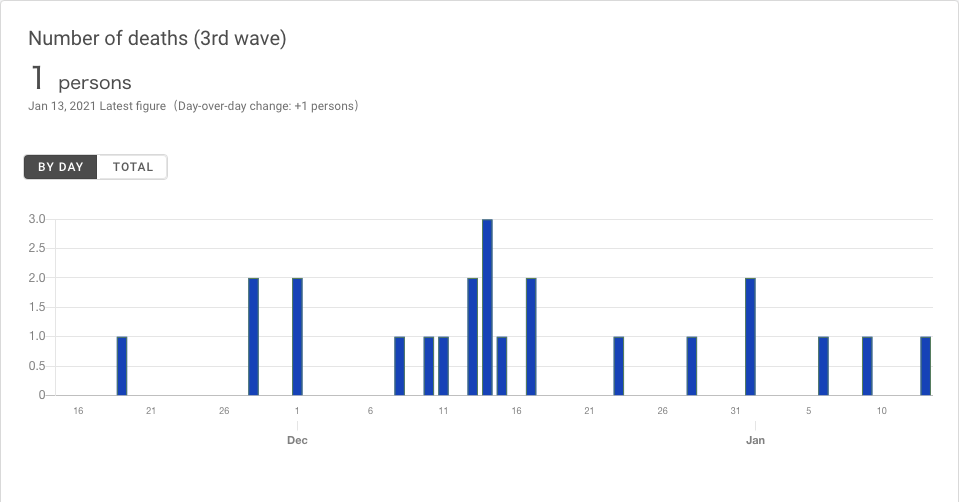 Number of deaths (3rd wave)
1 persons
Jan 13, 2021 Latest figure（Day-over-day change: +1 persons）
BY DAY TOTAL
3.0
2.5
2.0
1.5
1.0
0.5
0
16 21 26 1 6 11 16 21 26 31 5 10
Dec Jan